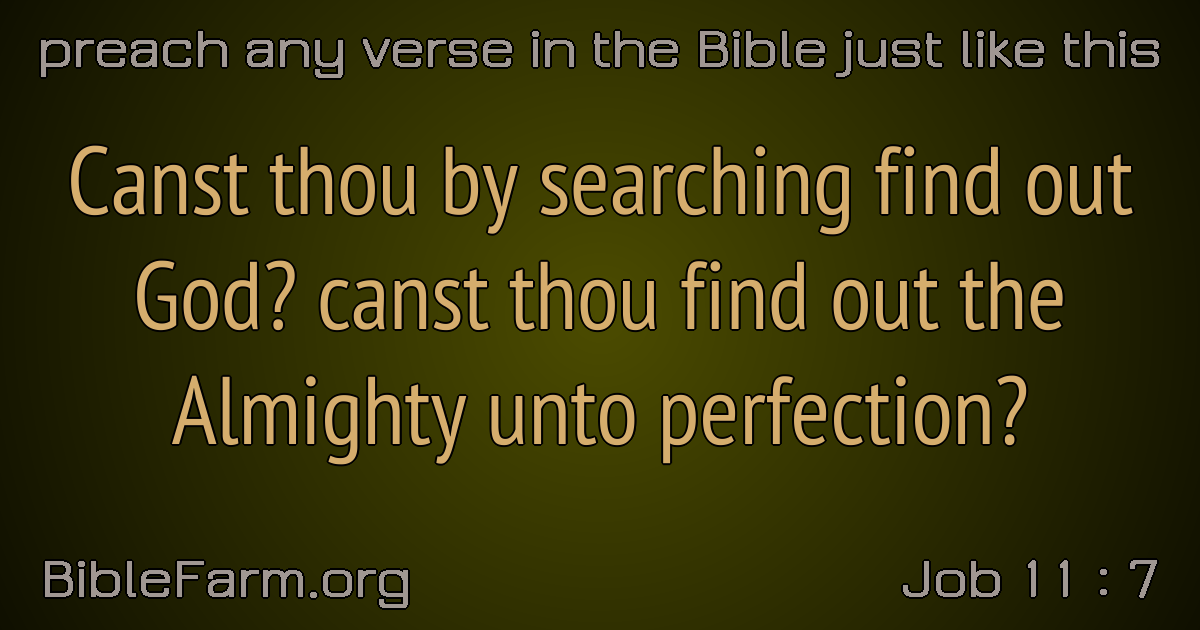 preach any verse in the Bible just like this
Canst thou by searching find out
God? canst thou find out the
Almighty unto perfection?
BibleFarm.org
Job 11 : 7